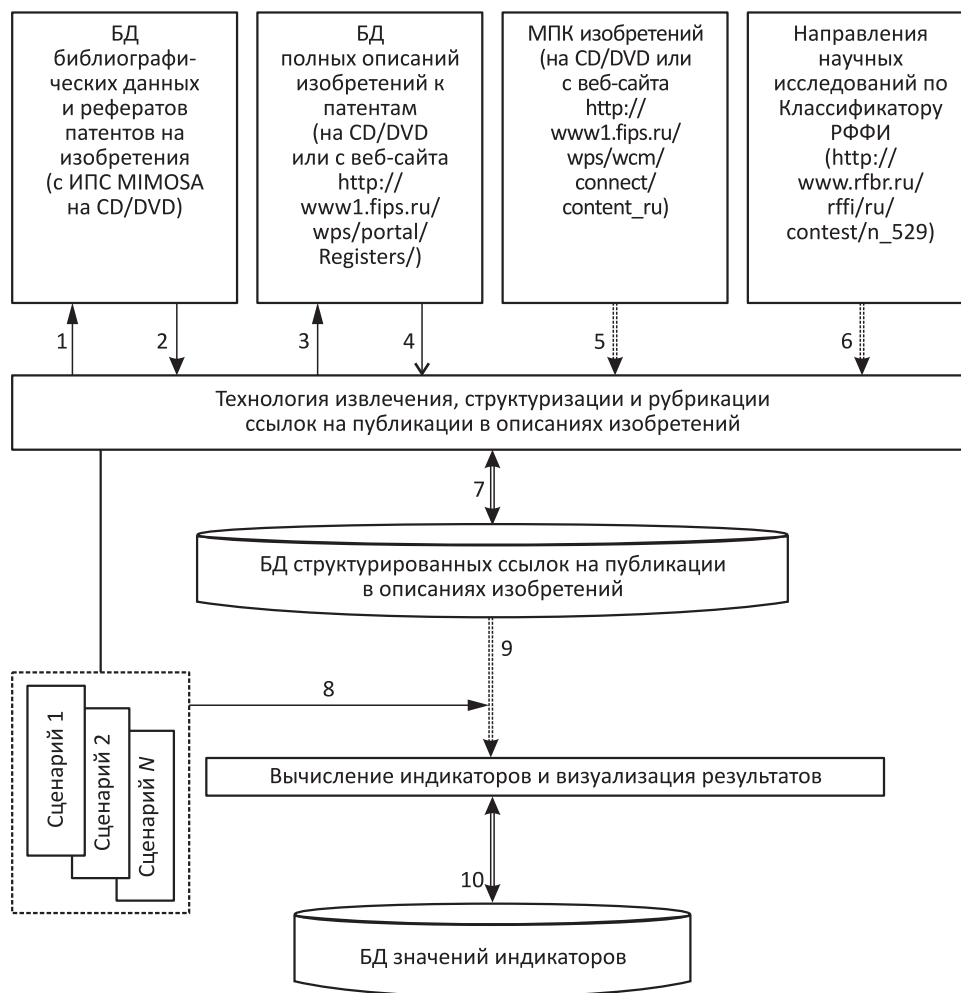 БД
библиографи-
ческих данных
и рефератов
патентов на
изобретения
(с ИПС MIMOSA
на CD/DVD)
БД
полных описаний
изобретений к
патентам
(на CD/DVD
или с веб-сайта
http://
www1.fips.ru/
wps/portal/
Registers/)
МПК изобретений
(на CD/DVD или
с веб-сайта
http://
www1.fips.ru/
wps/wcm/
connect/
content_ru)
Направления
научных
исследований по
Классификатору
РФФИ
(http://
www.rfbr.ru/
rffi/ru/
contest/n_529)
1
2
3
4
5
6
Технология извлечения, структуризации и рубрикации
ссылок на публикации в описаниях изобретений
7
БД структурированных ссылок на публикации
в описаниях изобретений
9
8
Сценарий 1
Сценарий 2
Сценарий N
Вычисление индикаторов и визуализация результатов
10
БД значений индикаторов